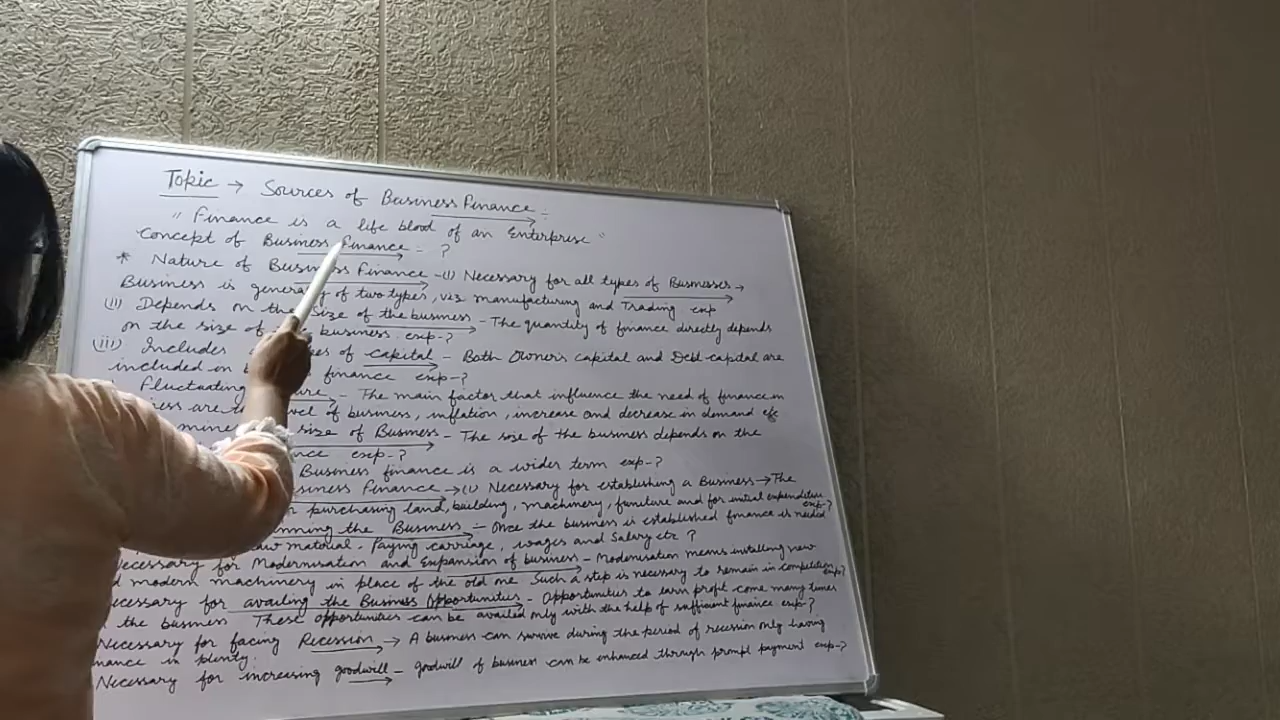 Topic → Sources of Business Finance :-
" Finance is a life blood of an Enterprise "
Concept of Business Finance :- ?
* Nature of Business Finance - (i) Necessary for all types of Businesses →
Business is generally of two types, viz manufacturing and Trading exp
(ii) Depends on the Size of the business - The quantity of finance directly depends
on the size of business exp-?
(iii) Includes of capital - Both Owner's capital and Debt capital are
included in finance exp-?
Fluctuating - The main factor that influence the need of finance in
are of business, inflation, increase and decrease in demand etc
size of Business - The size of the business depends on the
exp-?
Business finance is a wider term exp-?
Finance → (i) Necessary for establishing a Business → The
purchasing land, building, machinery, furniture and for initial expenditure exp-?
the Business :- Once the business is established finance is needed
material. Paying carriage, wages and Salary etc ?
Necessary for Modernisation and Expansion of business - Modernisation means installing new
modern machinery in place of the old one Such a step is necessary to remain in competition exp?
for availing the Business Opportunities - Opportunities to earn profit come many times
the business These opportunities can be availed only with the help of sufficient finance exp-?
Necessary for facing Recession → A business can survive during the period of recession only having
in plenty.
Necessary for increasing goodwill - goodwill of business can be enhanced through prompt payment exp-?